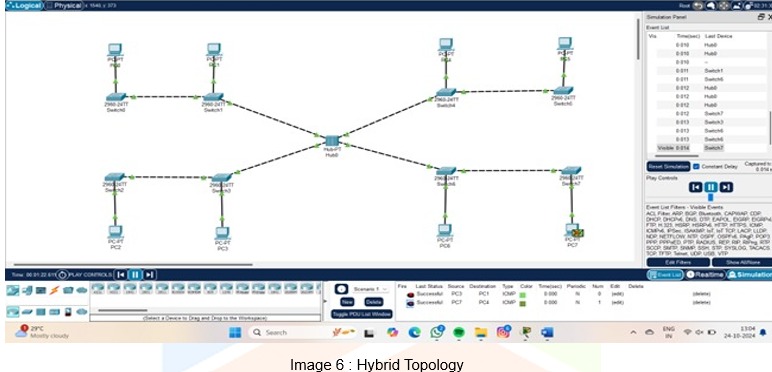 Logical Physical x: 1646, y: 373
Root
02:31
PC-PT
PC-PT
PC1
PC-PT
PC-PT
2960-24TT
Switch0
2960-24TT
Switch1
2960-24TT
Switch4
2960-24TT
Switch5
Hub-PT
Hub0
2960-24TT
Switch2
2960-24TT
Switch3
2960-24TT
Switch6
2960-24TT
Switch7
PC-PT
PC2
PC-PT
PC3
PC-PT
PC6
PC-PT
PC7
Simulation Panel
Event List
Vis. Time(sec) Last Device
0.010 Hub0
0.010 Hub0
0.010 --
0.011 Switch1
0.011 Switch6
0.012 Hub0
0.012 Hub0
0.012 Hub0
0.012 Switch7
0.013 Switch3
0.013 Switch6
0.013 Switch6
Visible 0.014 Switch7
Reset Simulation Constant Delay Captured to
0.014 s
Play Controls
Event List Filters - Visible Events
ACL Filter, ARP, BGP, Bluetooth, CAPWAP, CDP,
DHCP, DHCPv6, DNS, DTP, EAPOL, EIGRP, EIGRPv6,
FTP, H.323, HSRP, HSRPv6, HTTP, HTTPS, ICMP,
ICMPv6, IPSec, ISAKMP, IoT, IoT TCP, LACP, LLDP,
NDP, NETFLOW, NTP, OSPF, OSPFv6, PAgP, POP3,
PPP, PPPoED, PTP, RADIUS, REP, RIP, RIPng, RTP,
SCCP, SMTP, SNMP, SSH, STP, SYSLOG, TACACS,
TCP, TFTP, Telnet, UDP, USB, VTP
Edit Filters Show All/None
Time: 00:01:22.611 PLAY CONTROLS
Event List Realtime Simulation
Scenario 1
New Delete
Toggle PDU List Window
Fire Last Status Source Destination Type Color Time(sec) Periodic Num Edit Delete
Successful PC3 PC1 ICMP 0.000 N 0 (edit) (delete)
Successful PC7 PC4 ICMP 0.000 N 1 (edit) (delete)
(Select a Device to Drag and Drop to the Workspace)
29°C
Mostly cloudy
Search
ENG
IN
13:04
24-10-2024
Image 6 : Hybrid Topology